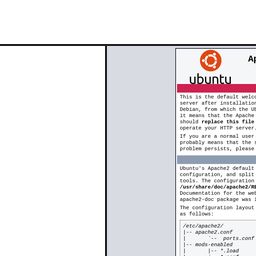 Ap
ubuntu
This is the default welco
server after installation
Debian, from which the Ub
it means that the Apache
should replace this file
operate your HTTP server.
If you are a normal user
probably means that the s
problem persists, please
Ubuntu's Apache2 default
configuration, and split
tools. The configuration
/usr/share/doc/apache2/RE
Documentation for the web
apache2-doc package was i
The configuration layout
as follows:
/etc/apache2/
|-- apache2.conf
|       `--  ports.conf
|-- mods-enabled
|       |-- *.load